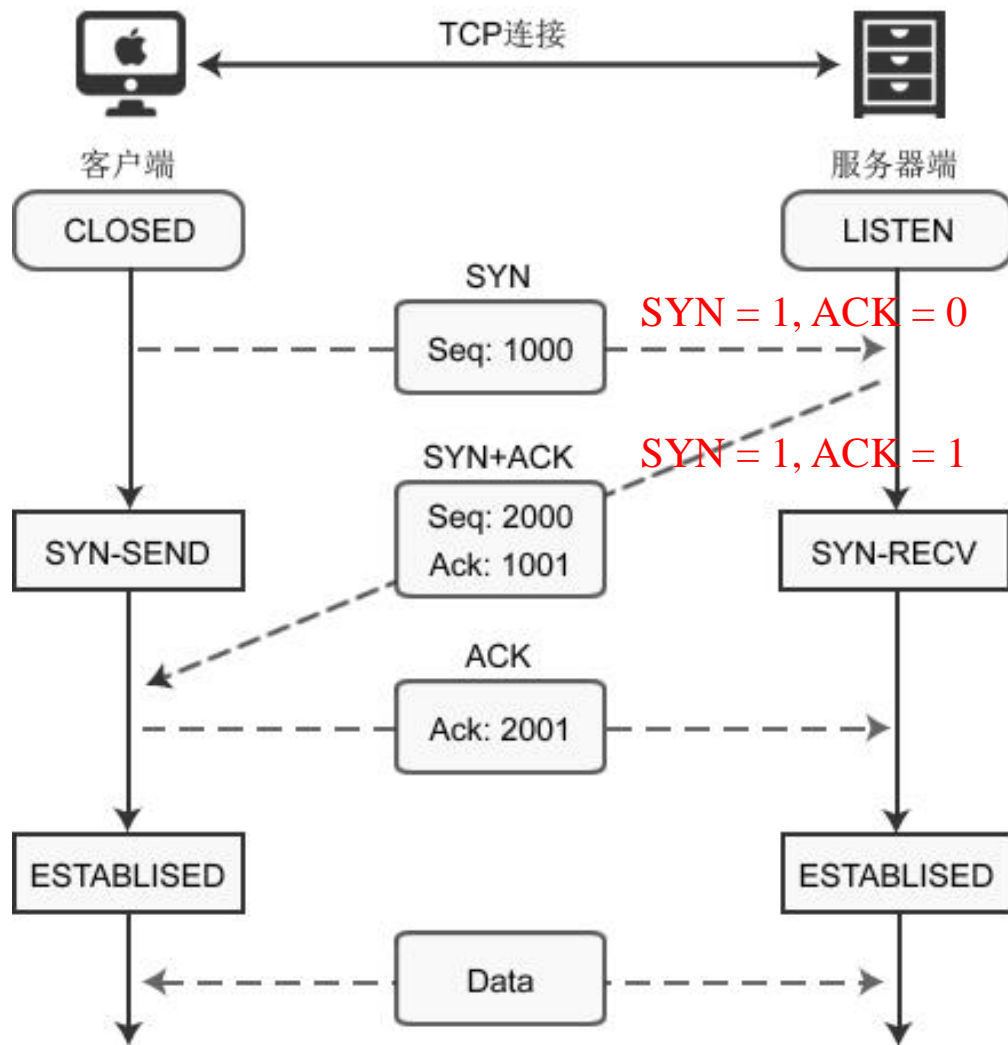 TCP连接
客户端
服务器端
CLOSED
LISTEN
SYN
SYN = 1, ACK = 0
Seq: 1000
SYN+ACK
SYN = 1, ACK = 1
Seq: 2000
Ack: 1001
SYN-SEND
SYN-RECV
ACK
Ack: 2001
ESTABLISED
ESTABLISED
Data